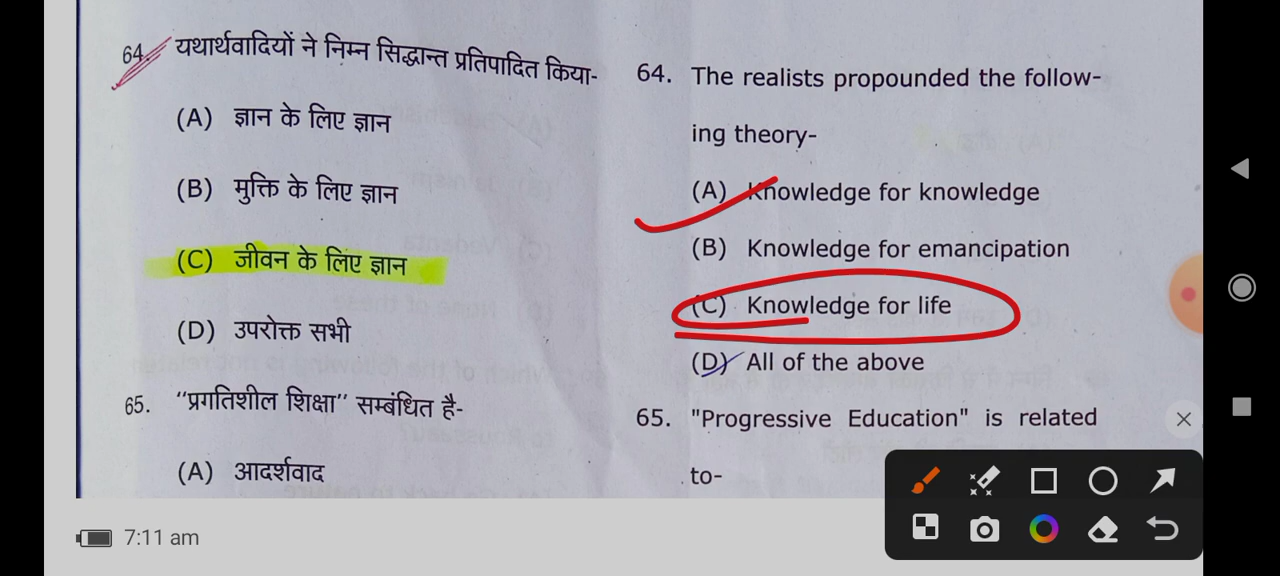 64. यथार्थवादियों ने निम्न सिद्धान्त प्रतिपादित किया-
(A) ज्ञान के लिए ज्ञान
(B) मुक्ति के लिए ज्ञान
(C) जीवन के लिए ज्ञान
(D) उपरोक्त सभी
65. "प्रगतिशील शिक्षा" सम्बंधित है-
(A) आदर्शवाद
64. The realists propounded the follow-
ing theory-
(A) Knowledge for knowledge
(B) Knowledge for emancipation
(C) Knowledge for life
(D) All of the above
65. "Progressive Education" is related
to-
7:11 am